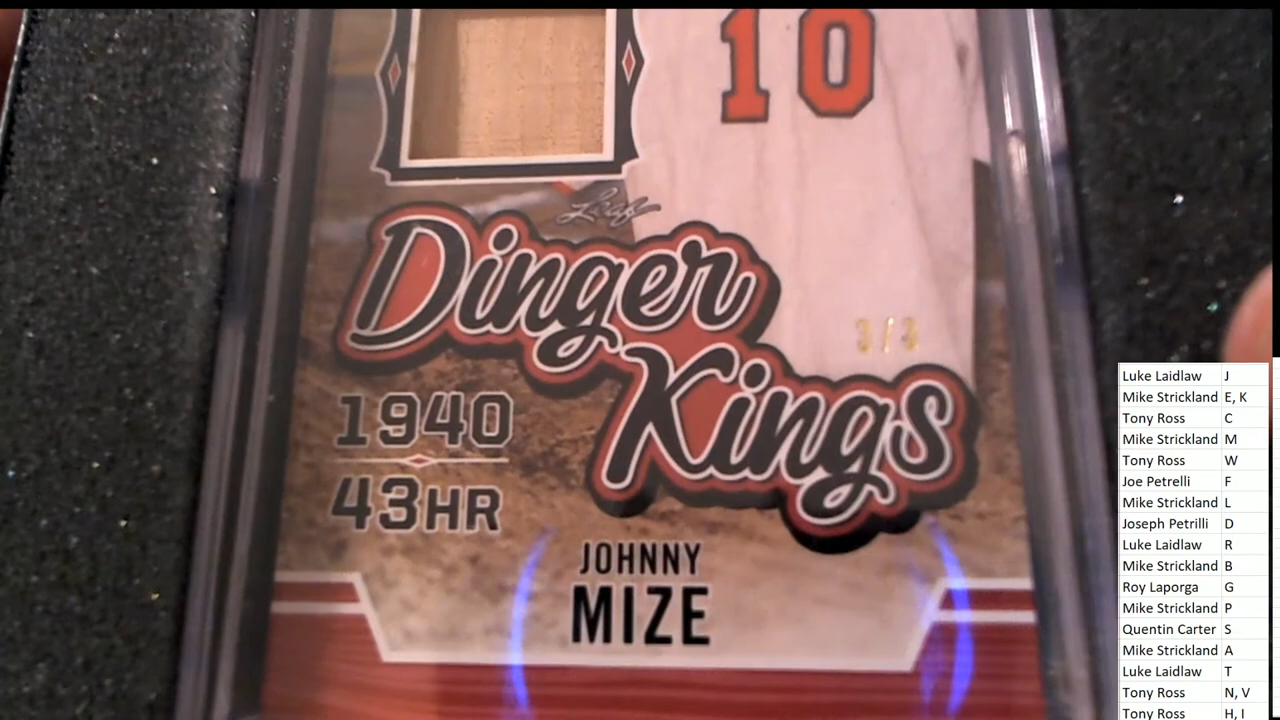 10
Leaf
Dinger
Kings
3/3
1940
43HR
JOHNNY
MIZE
Luke Laidlaw J
Mike Strickland E, K
Tony Ross C
Mike Strickland M
Tony Ross W
Joe Petrelli F
Mike Strickland L
Joseph Petrilli D
Luke Laidlaw R
Mike Strickland B
Roy Laporga G
Mike Strickland P
Quentin Carter S
Mike Strickland A
Luke Laidlaw T
Tony Ross N, V
Tony Ross H, I